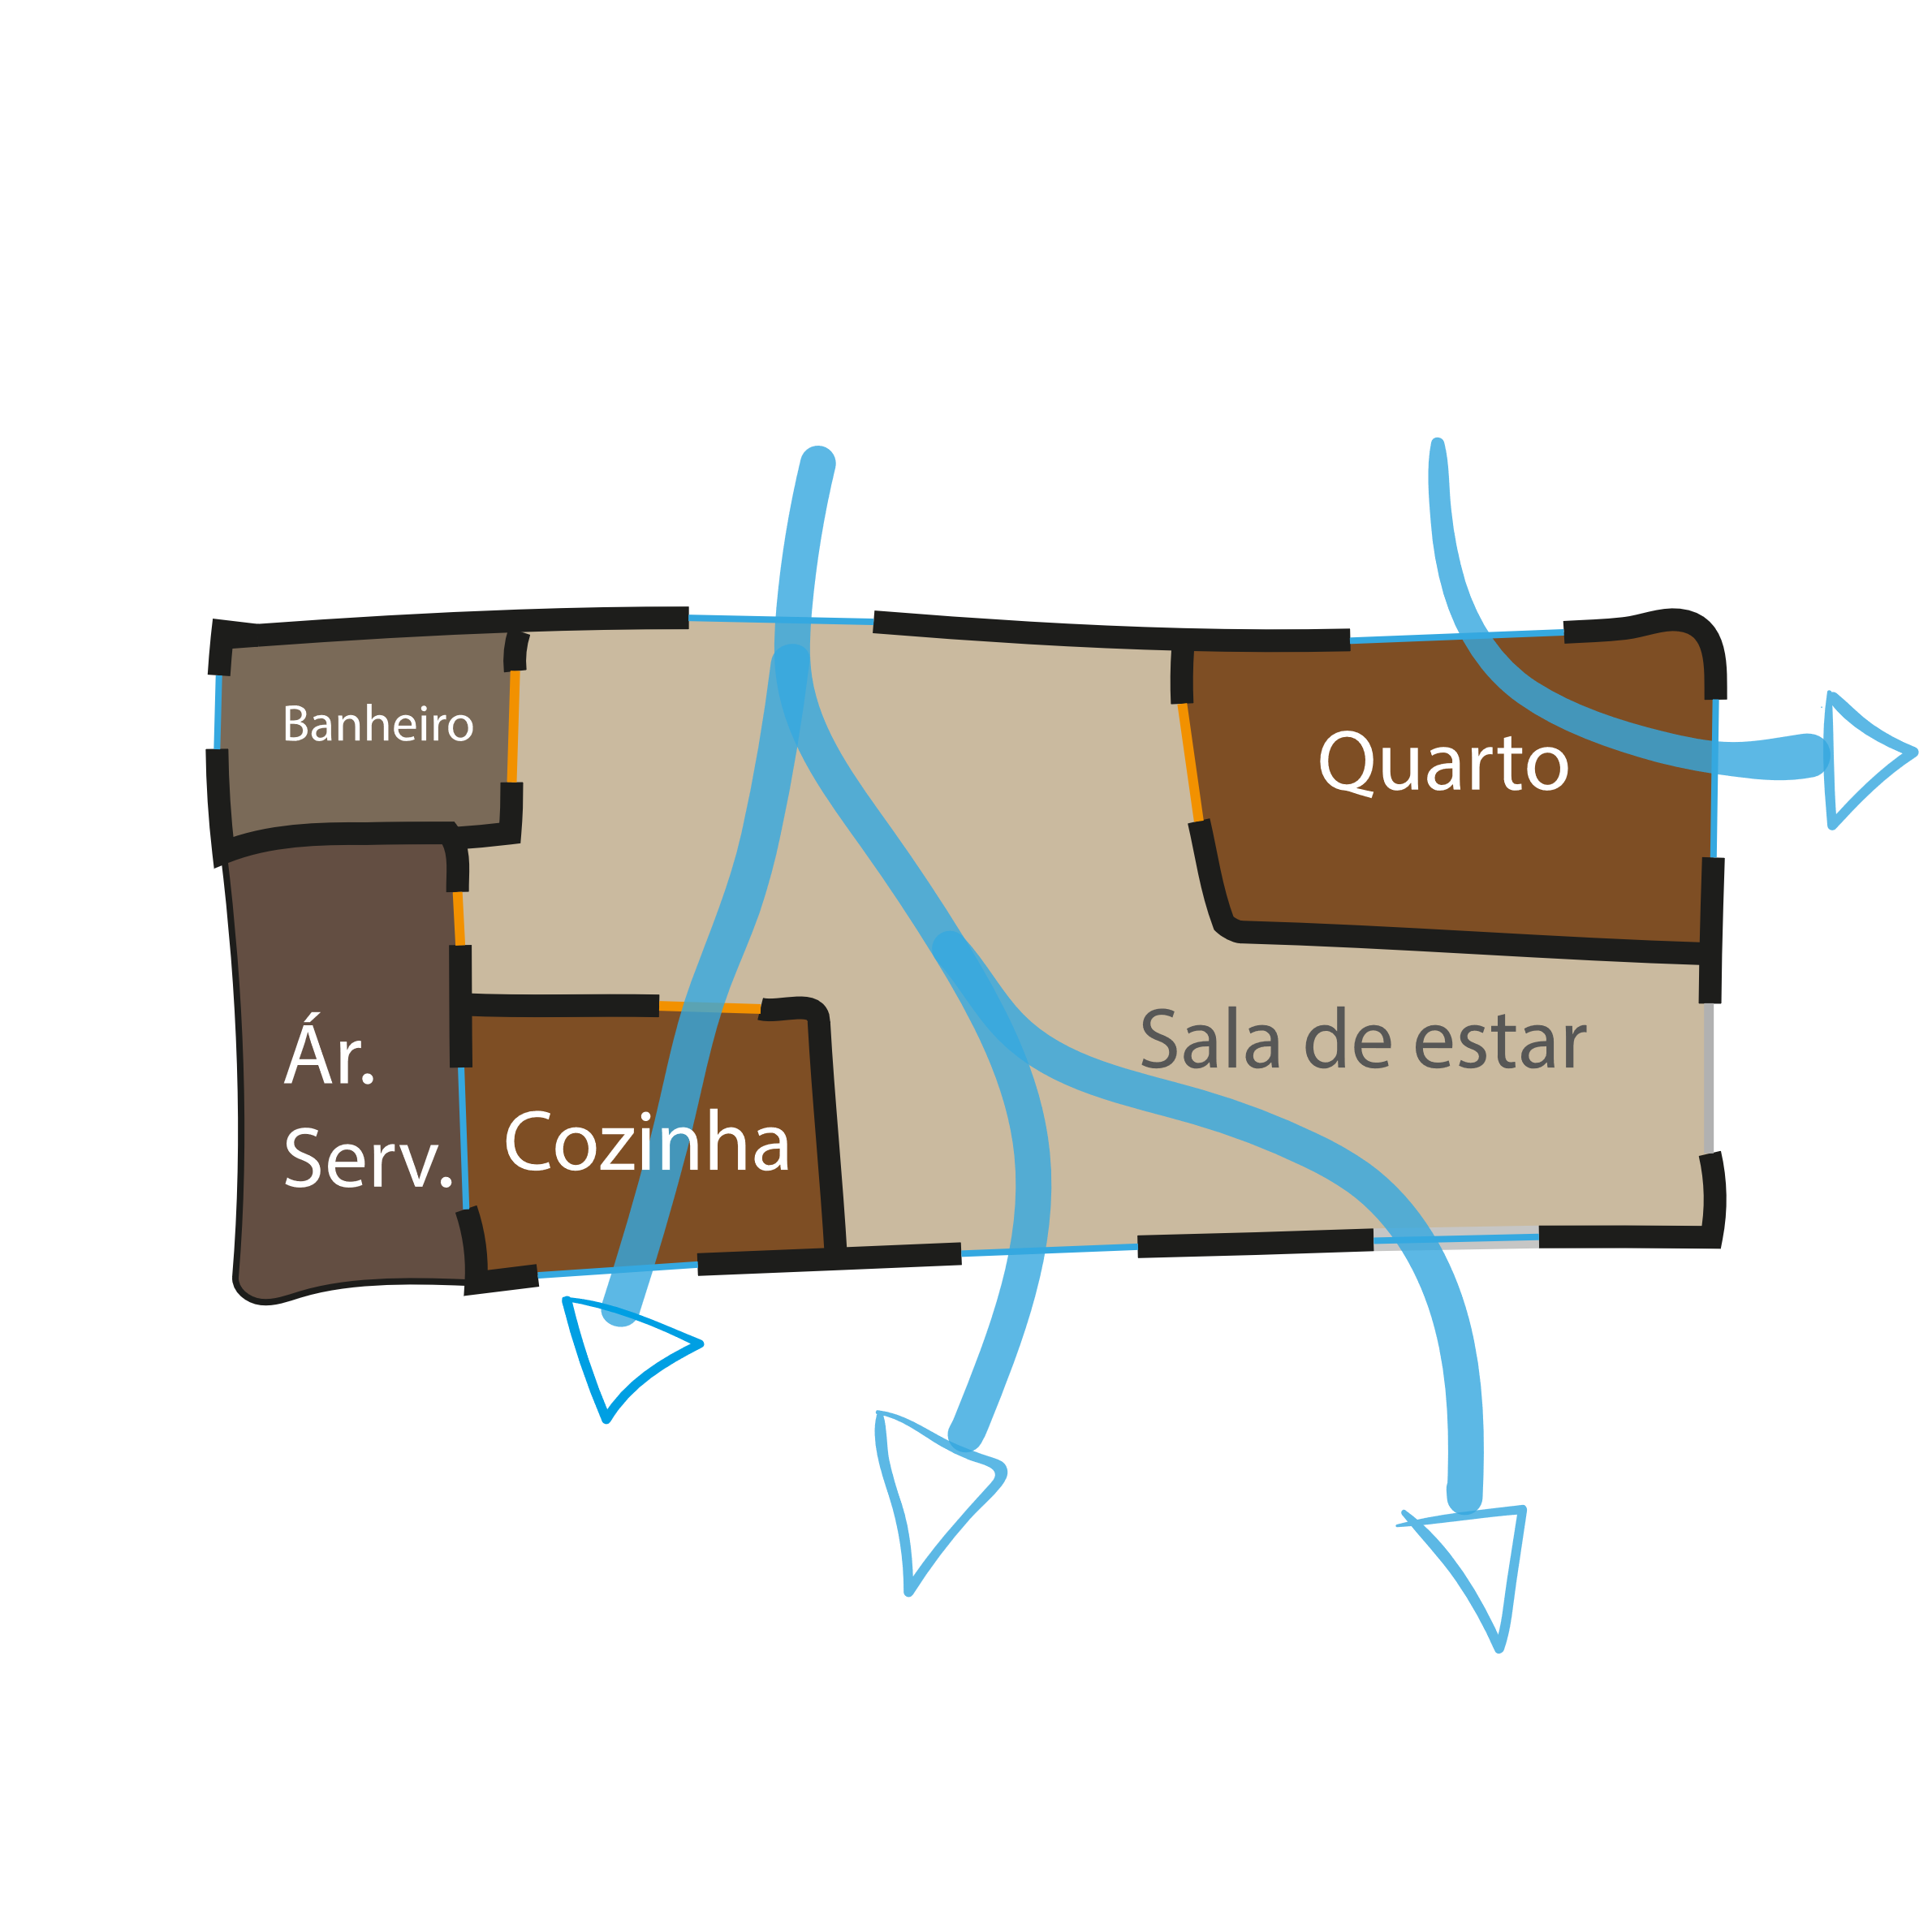 Banheiro
Quarto
Ár.
Serv.
Cozinha
Sala de estar